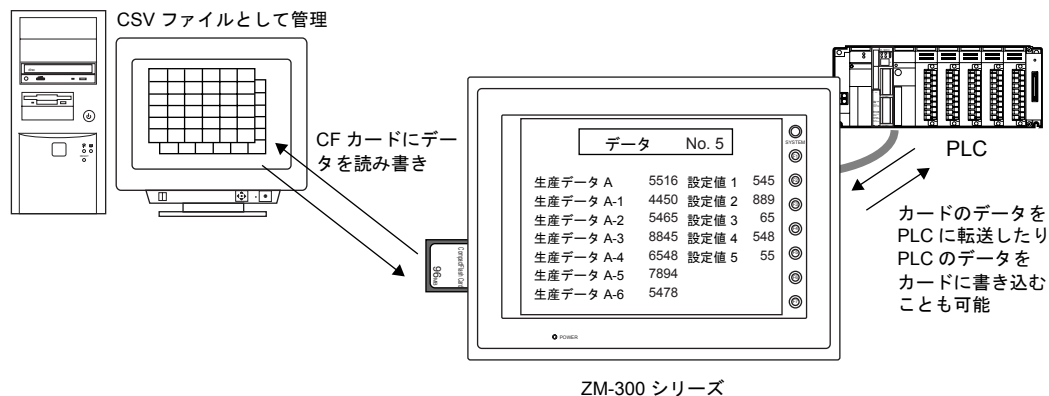 CSV ファイルとして管理
CF カードにデー
タを読み書き
CompactFlash Card
96MB
データ No. 5
生産データ A 5516 設定値 1 545
生産データ A-1 4450 設定値 2 889
生産データ A-2 5465 設定値 3 65
生産データ A-3 8845 設定値 4 548
生産データ A-4 6548 設定値 5 55
生産データ A-5 7894
生産データ A-6 5478
SYSTEM
POWER
ZM-300 シリーズ
PLC
カードのデータを
PLC に転送したり
PLC のデータを
カードに書き込む
ことも可能